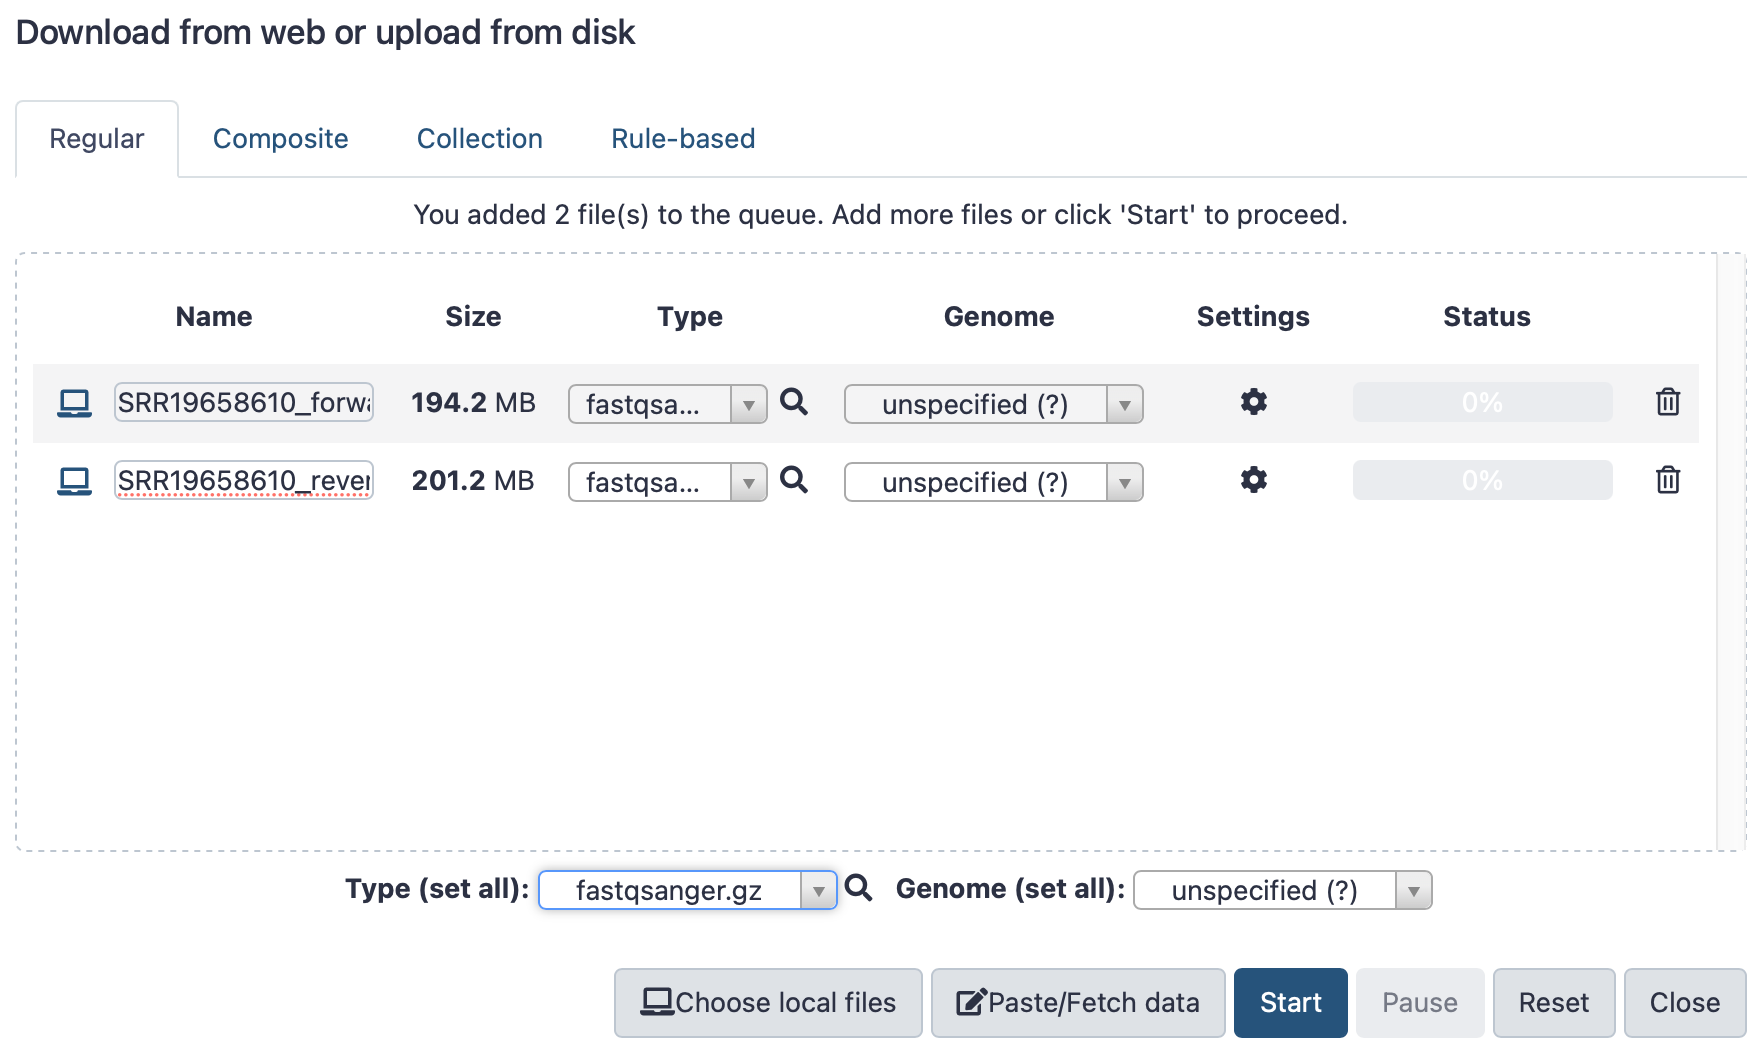 Download from web or upload from disk
Regular Composite Collection Rule-based
You added 2 file(s) to the queue. Add more files or click 'Start' to proceed.
Name Size Type Genome Settings Status
SRR19658610_forwa 194.2 MB fastqsa... unspecified (?) 0%
SRR19658610_rever 201.2 MB fastqsa... unspecified (?) 0%
Type (set all): fastqsanger.gz Genome (set all): unspecified (?)
Choose local files Paste/Fetch data Start Pause Reset Close